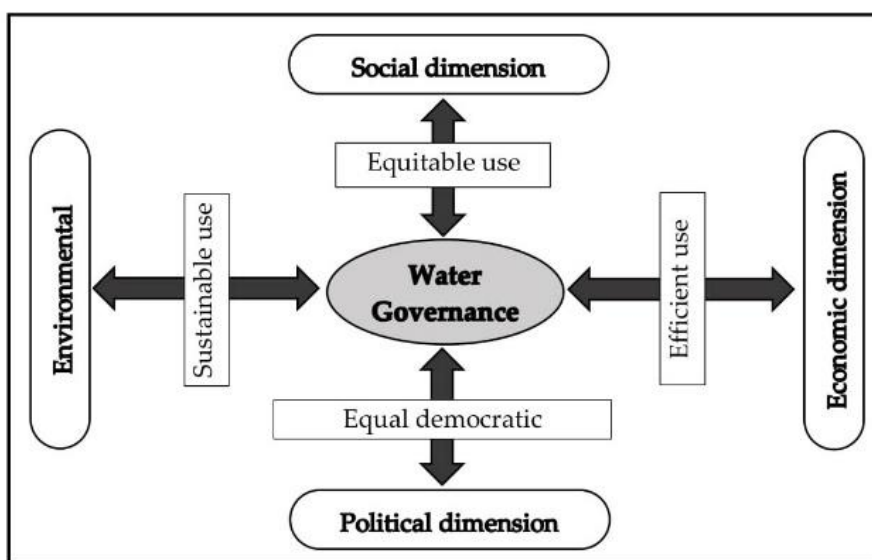 Social dimension
Equitable use
Environmental
Sustainable use
Water
Governance
Efficient use
Economic dimension
Equal democratic
Political dimension